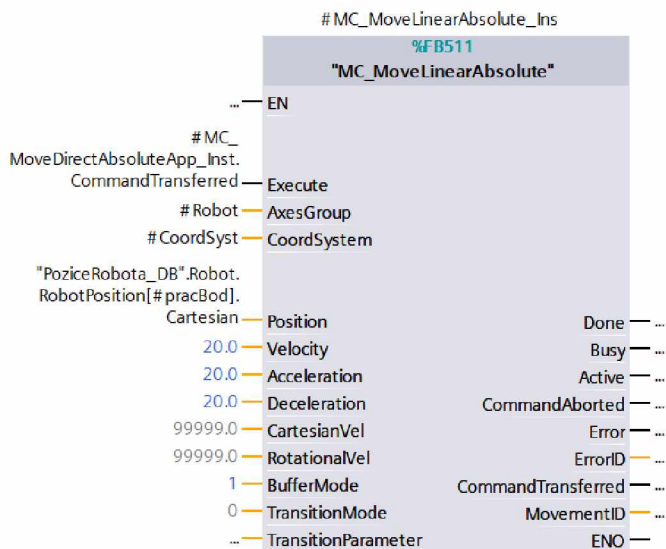 #MC_MoveLinearAbsolute_Ins
%FB511
"MC_MoveLinearAbsolute"
... EN
#MC_
MoveDirectAbsoluteApp_Inst.
CommandTransferred Execute
#Robot AxesGroup
#CoordSyst CoordSystem
"PoziceRobota_DB".Robot.
RobotPosition[#pracBod].
Cartesian Position Done ...
20.0 Velocity Busy ...
20.0 Acceleration Active ...
20.0 Deceleration CommandAborted ...
99999.0 CartesianVel Error ...
99999.0 RotationalVel ErrorID ...
1 BufferMode CommandTransferred ...
0 TransitionMode MovementID ...
... TransitionParameter ENO